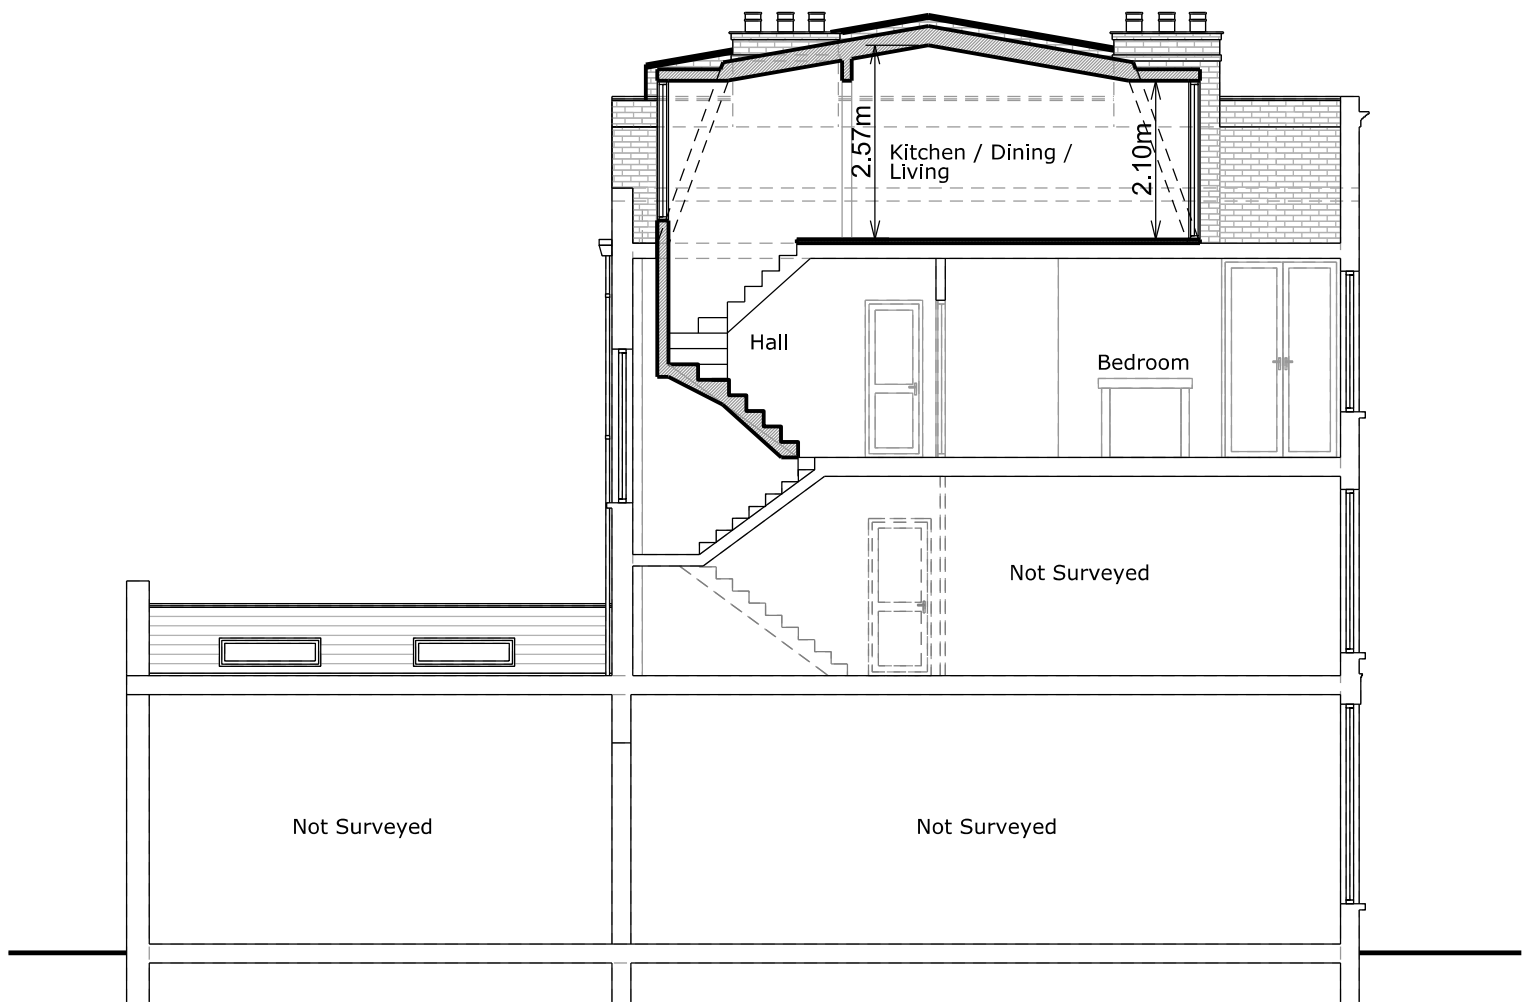 2.57m
Kitchen / Dining /
Living
2.10m
Hall
Bedroom
Not Surveyed
Not Surveyed
Not Surveyed